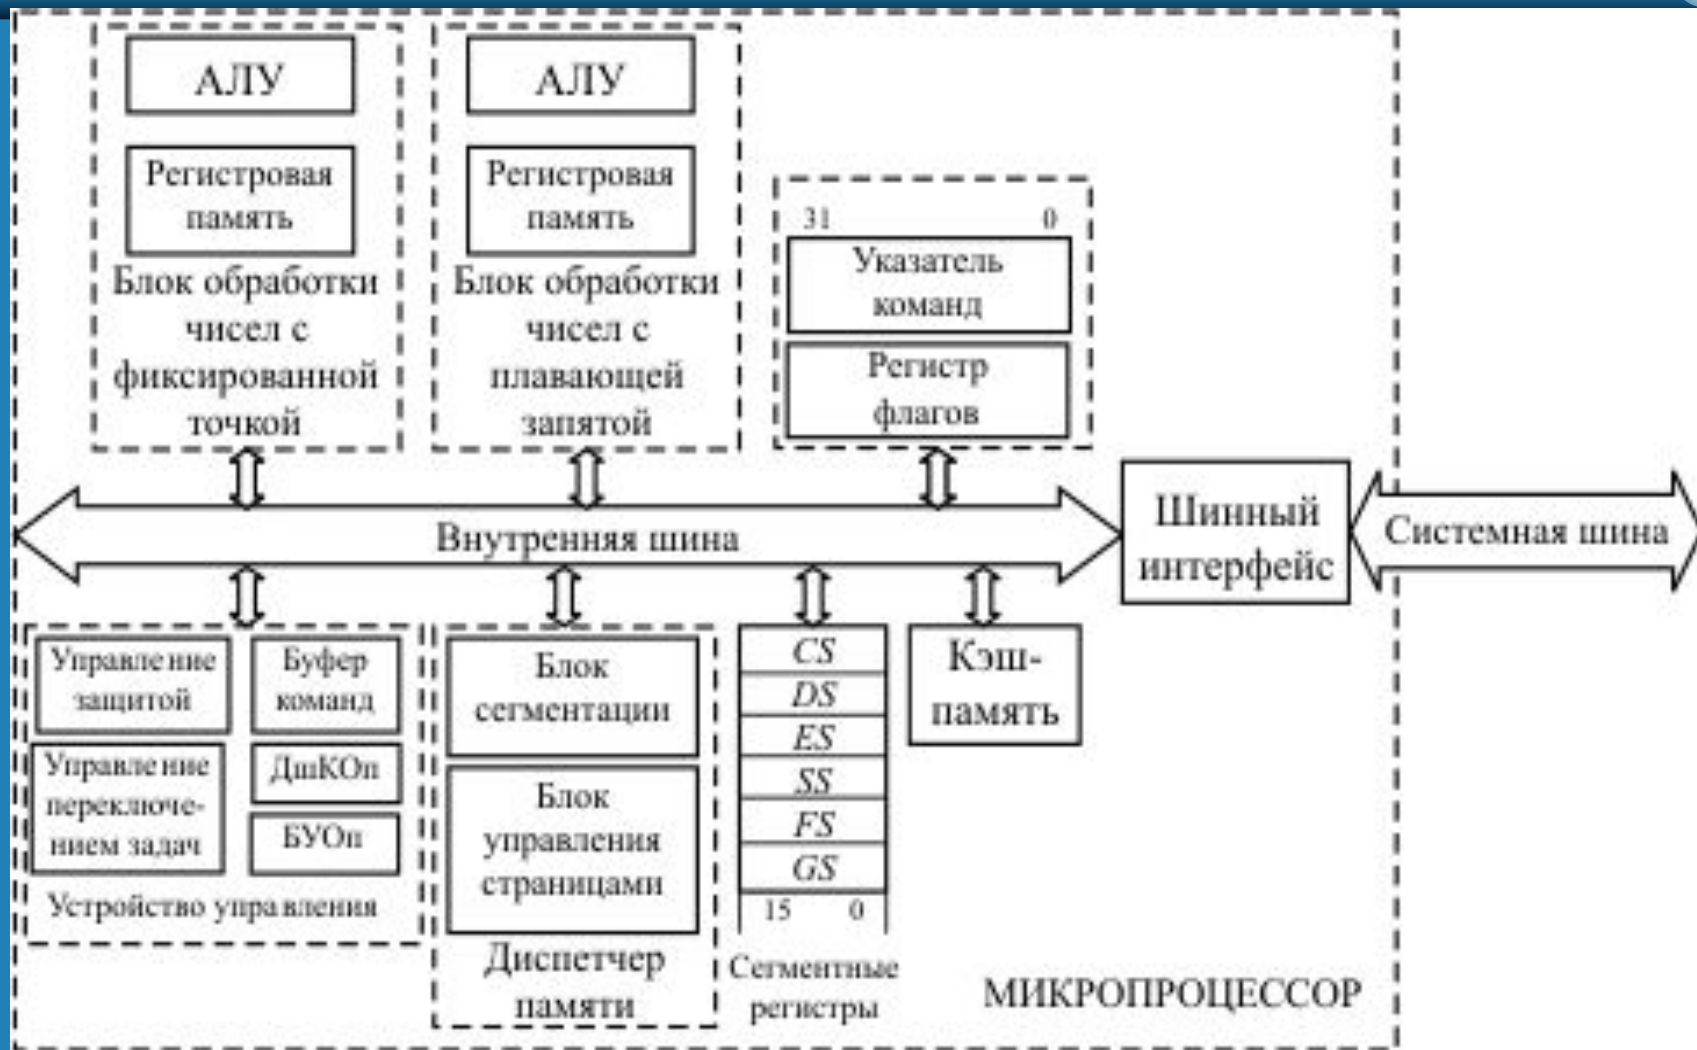 АЛУ
Регистровая
память
Блок обработки
чисел с
фиксированной
точкой
АЛУ
Регистровая
память
Блок обработки
чисел с
плавающей
запятой
31 0
Указатель
команд
Регистр
флагов
Внутренняя шина
Шинный
интерфейс
Системная шина
Управление
защитой
Буфер
команд
Управление
переключе-
нием задач
ДшКОп
БУОп
Устройство управления
Блок
сегментации
Блок
управления
страницами
Диспетчер
памяти
CS
DS
ES
SS
FS
GS
15 0
Сегментные
регистры
Кэш-
память
МИКРОПРОЦЕССОР